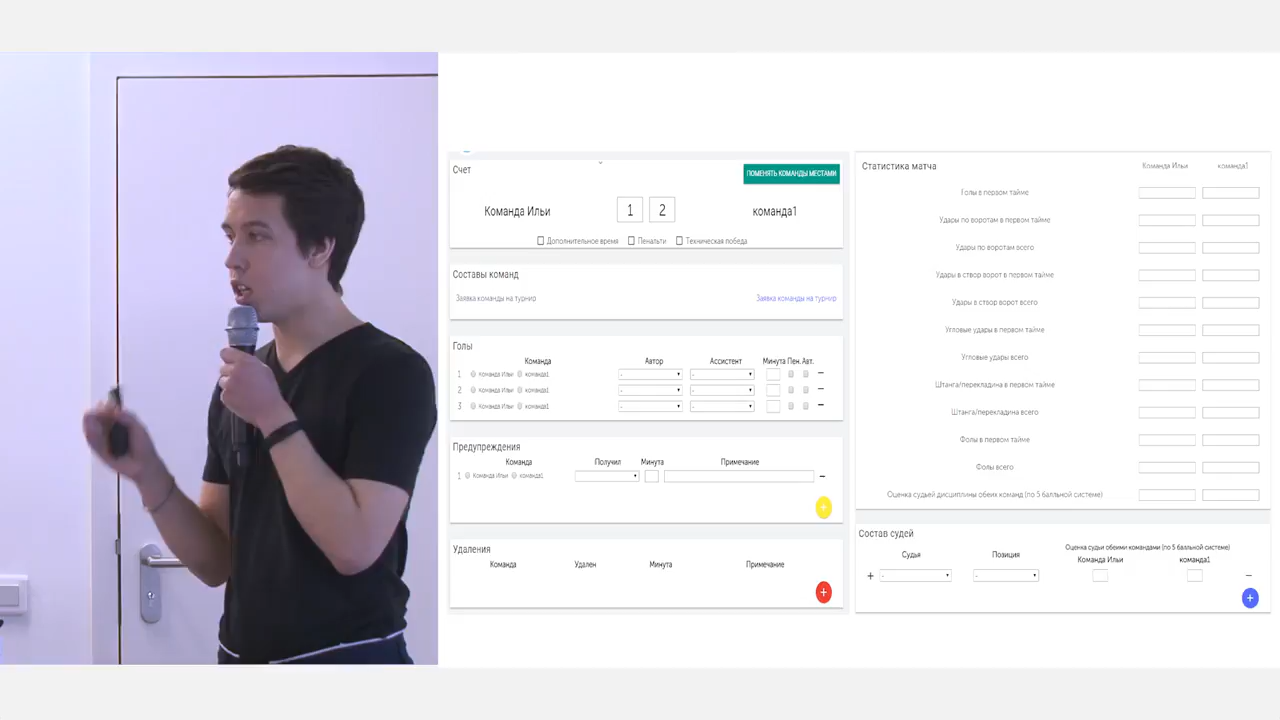 Счет
ПОМЕНЯТЬ КОМАНДЫ МЕСТАМИ
Команда Ильи 1 2 команда1
Дополнительное время Пенальти Техническая победа
Составы команд
Заявка команды на турнир Заявка команды на турнир
Голы
Команда Автор Ассистент Минута Пен. Авт.
1 Команда Ильи команда1 - - –
2 Команда Ильи команда1 - - –
3 Команда Ильи команда1 - - –
Предупреждения
Команда Получил Минута Примечание
1 Команда Ильи команда1 –
+
Удаления
Команда Удален Минута Примечание
+
Статистика матча Команда Ильи команда1
Голы в первом тайме
Удары по воротам в первом тайме
Удары по воротам всего
Удары в створ ворот в первом тайме
Удары в створ ворот всего
Угловые удары в первом тайме
Угловые удары всего
Штанга/перекладина в первом тайме
Штанга/перекладина всего
Фолы в первом тайме
Фолы всего
Оценка судьей дисциплины обеих команд (по 5 балльной системе)
Состав судей
Судья Позиция Оценка судьи обеими командами (по 5 балльной системе)
Команда Ильи команда1
+ - - –
+